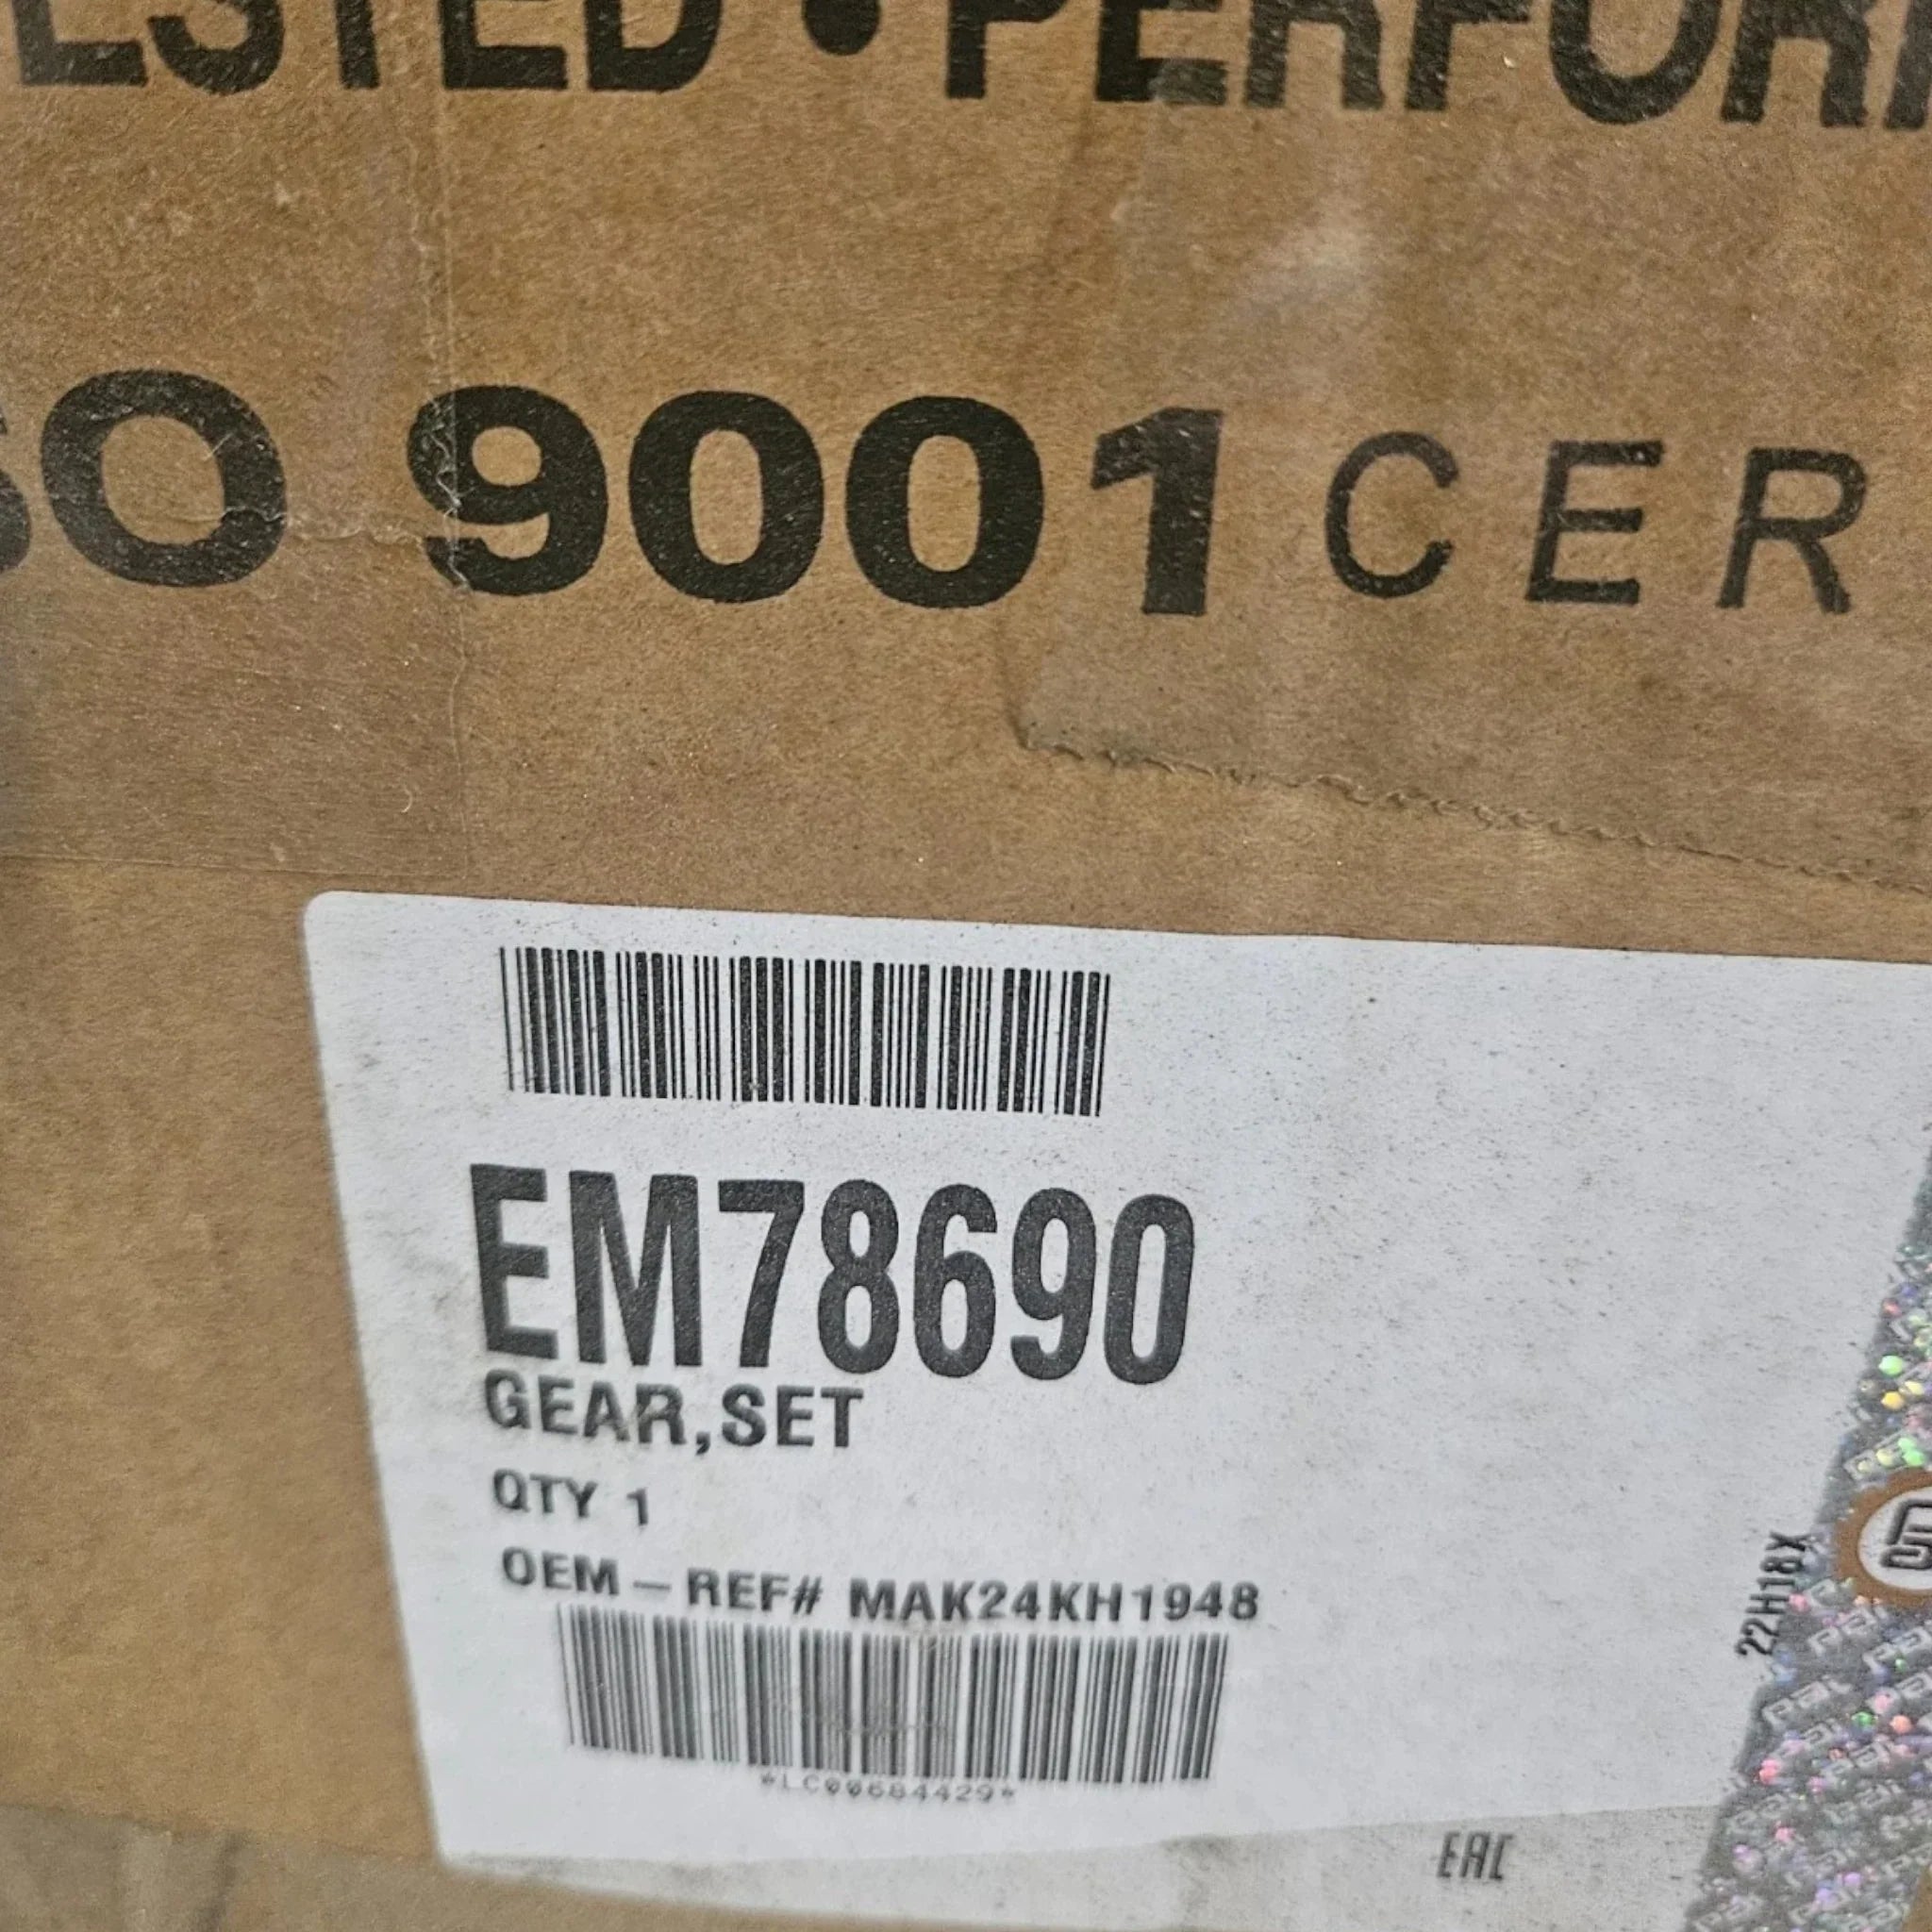 ESTED • PERFOR
SO 9001 CER
EM78690
GEAR,SET
QTY 1
OEM – REF# MAK24KH1948
*LC00684429*
22H18X
EAC